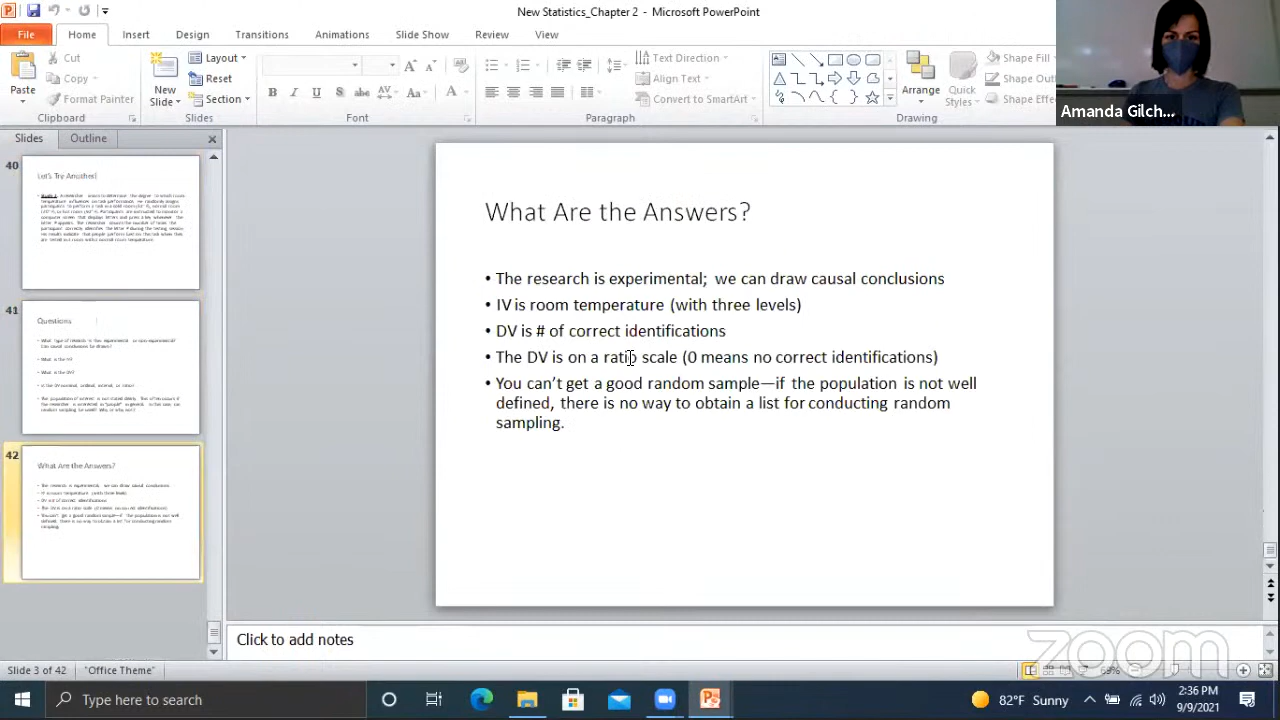 New Statistics_Chapter 2 - Microsoft PowerPoint
File Home Insert Design Transitions Animations Slide Show Review View
Cut
Copy
Format Painter
Paste
Clipboard
New Slide
Layout
Reset
Section
Slides
Font
Text Direction
Align Text
Convert to SmartArt
Paragraph
Arrange
Quick Styles
Shape Fill
Shape Out
Shape Effe
Drawing
Amanda Gilch...
Slides Outline
40
Let's Try Another!
41
Questions
42
What Are the Answers?
What Are the Answers?
• The research is experimental; we can draw causal conclusions
• IV is room temperature (with three levels)
• DV is # of correct identifications
• The DV is on a ratio scale (0 means no correct identifications)
• You can't get a good random sample—if the population is not well
defined, there is no way to obtain a list for conducting random
sampling.
Click to add notes
zoom
Slide 3 of 42 "Office Theme" 69%
Type here to search
82°F Sunny
2:36 PM
9/9/2021